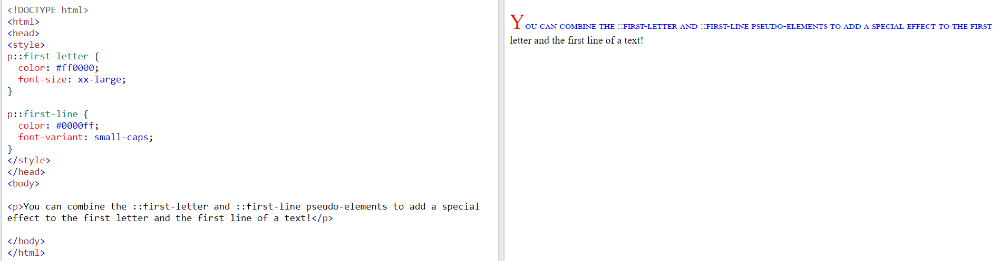 <!DOCTYPE html>
<html>
<head>
<style>
p::first-letter {
  color: #ff0000;
  font-size: xx-large;
}

p::first-line {
  color: #0000ff;
  font-variant: small-caps;
}
</style>
</head>
<body>

<p>You can combine the ::first-letter and ::first-line pseudo-elements to add a special
effect to the first letter and the first line of a text!</p>

</body>
</html>

You can combine the ::first-letter and ::first-line pseudo-elements to add a special effect to the first
letter and the first line of a text!